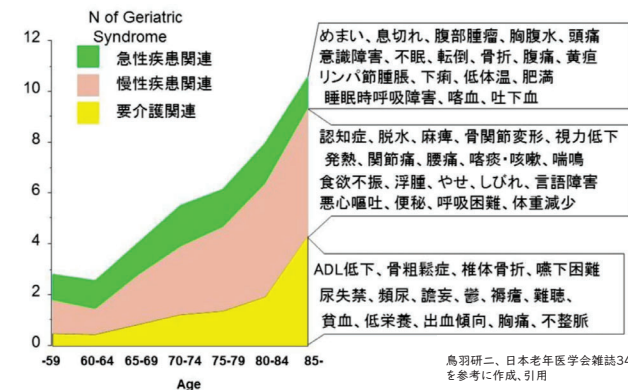 N of Geriatric
Syndrome
急性疾患関連
慢性疾患関連
要介護関連
12
10
8
6
4
2
0
-59 60-64 65-69 70-74 75-79 80-84 85-
Age
めまい、息切れ、腹部腫瘤、胸腹水、頭痛
意識障害、不眠、転倒、骨折、腹痛、黄疸
リンパ節腫脹、下痢、低体温、肥満
睡眠時呼吸障害、喀血、吐下血
認知症、脱水、麻痺、骨関節変形、視力低下
発熱、関節痛、腰痛、喀痰・咳嗽、喘鳴
食欲不振、浮腫、やせ、しびれ、言語障害
悪心嘔吐、便秘、呼吸困難、体重減少
ADL低下、骨粗鬆症、椎体骨折、嚥下困難
尿失禁、頻尿、譫妄、鬱、褥瘡、難聴、
貧血、低栄養、出血傾向、胸痛、不整脈
鳥羽研二、日本老年医学会雑誌34
を参考に作成、引用